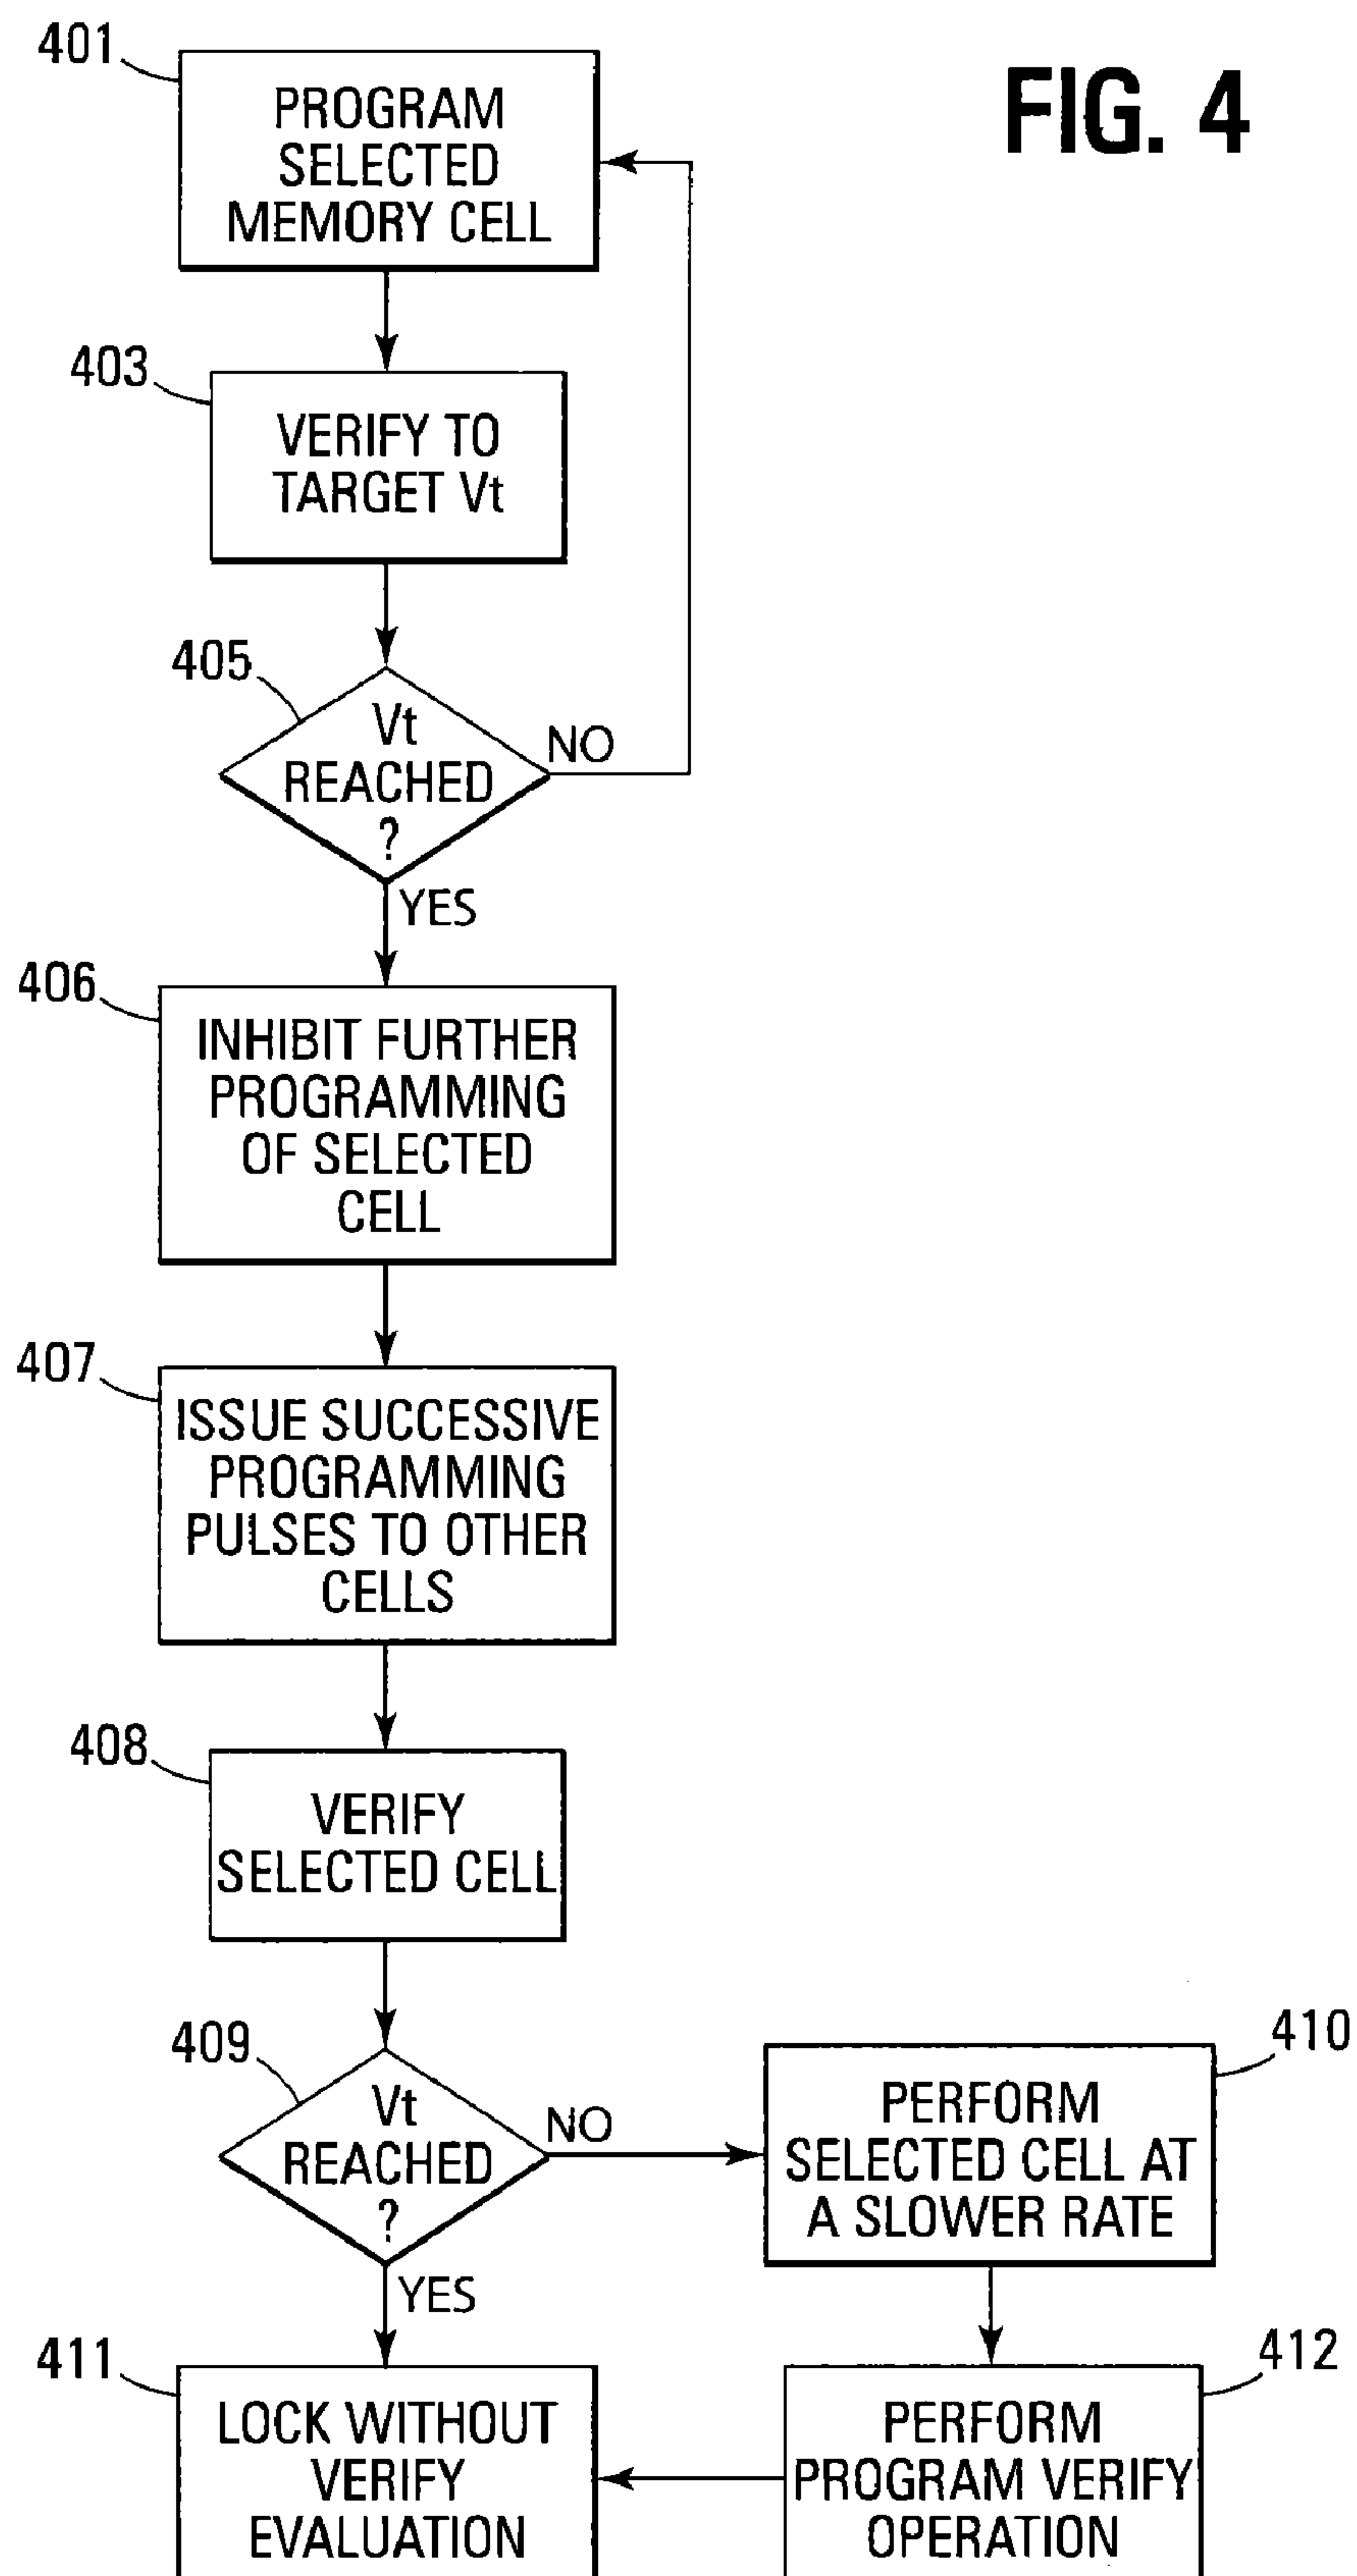 FIG. 4
401
PROGRAM
SELECTED
MEMORY CELL
403
VERIFY TO
TARGET Vt
405
Vt
REACHED
?
NO
YES
406
INHIBIT FURTHER
PROGRAMMING
OF SELECTED
CELL
407
ISSUE SUCCESSIVE
PROGRAMMING
PULSES TO OTHER
CELLS
408
VERIFY
SELECTED CELL
409
Vt
REACHED
?
NO
YES
410
PERFORM
SELECTED CELL AT
A SLOWER RATE
411
LOCK WITHOUT
VERIFY
EVALUATION
412
PERFORM
PROGRAM VERIFY
OPERATION